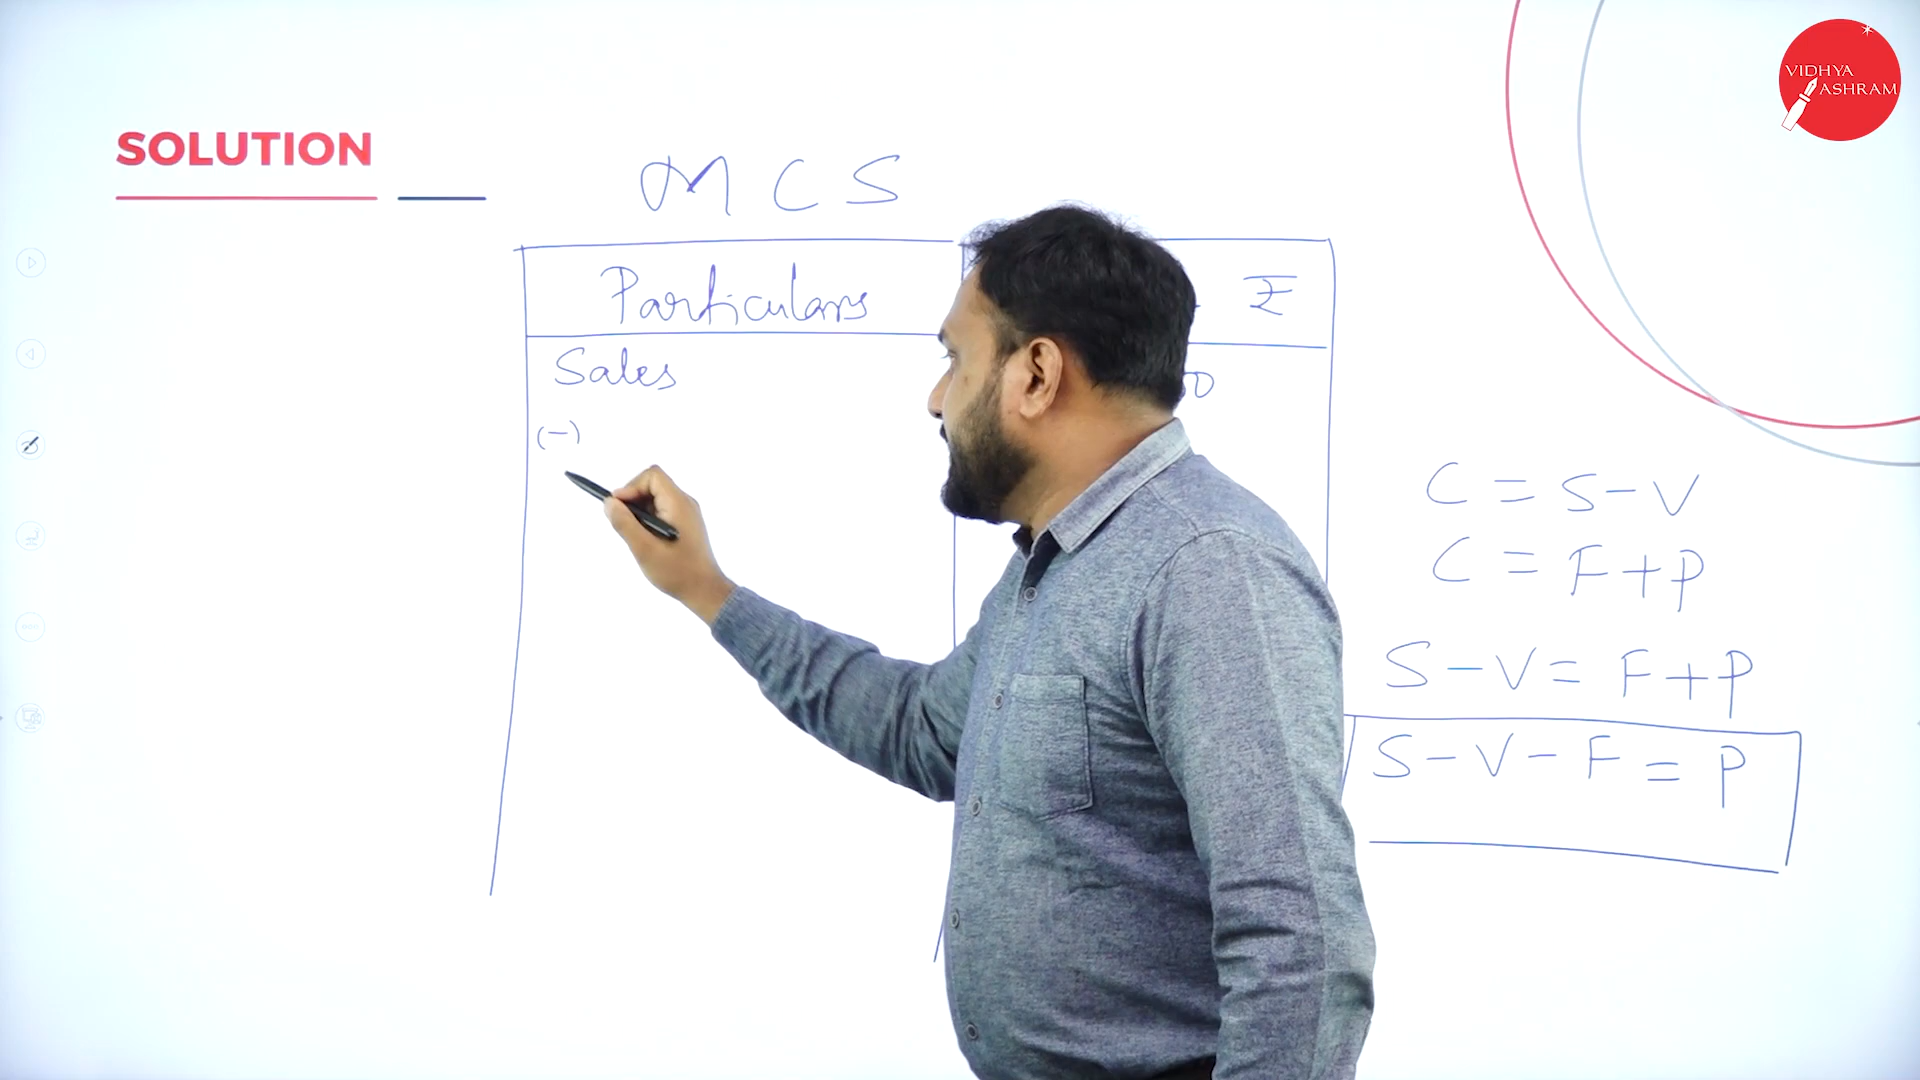 VIDHYA
ASHRAM
SOLUTION
MCS
Particulars ₹
Sales
(-)
C = S - V
C = F + P
S - V = F + P
S - V - F = P